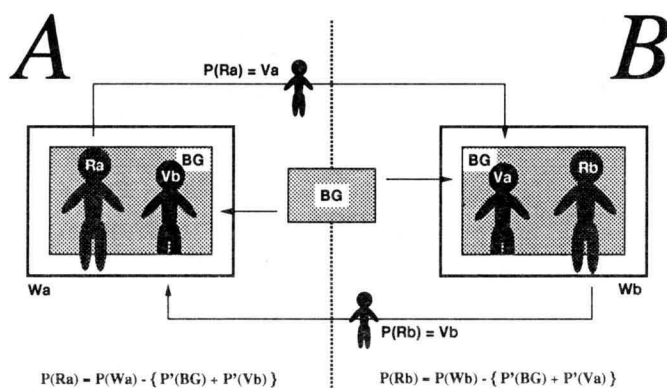 A
B
P(Ra) = Va
Ra
BG
Vb
BG
BG
Va
Rb
Wa
Wb
P(Rb) = Vb
P(Ra) = P(Wa) - { P'(BG) + P'(Vb) }
P(Rb) = P(Wb) - { P'(BG) + P'(Va) }